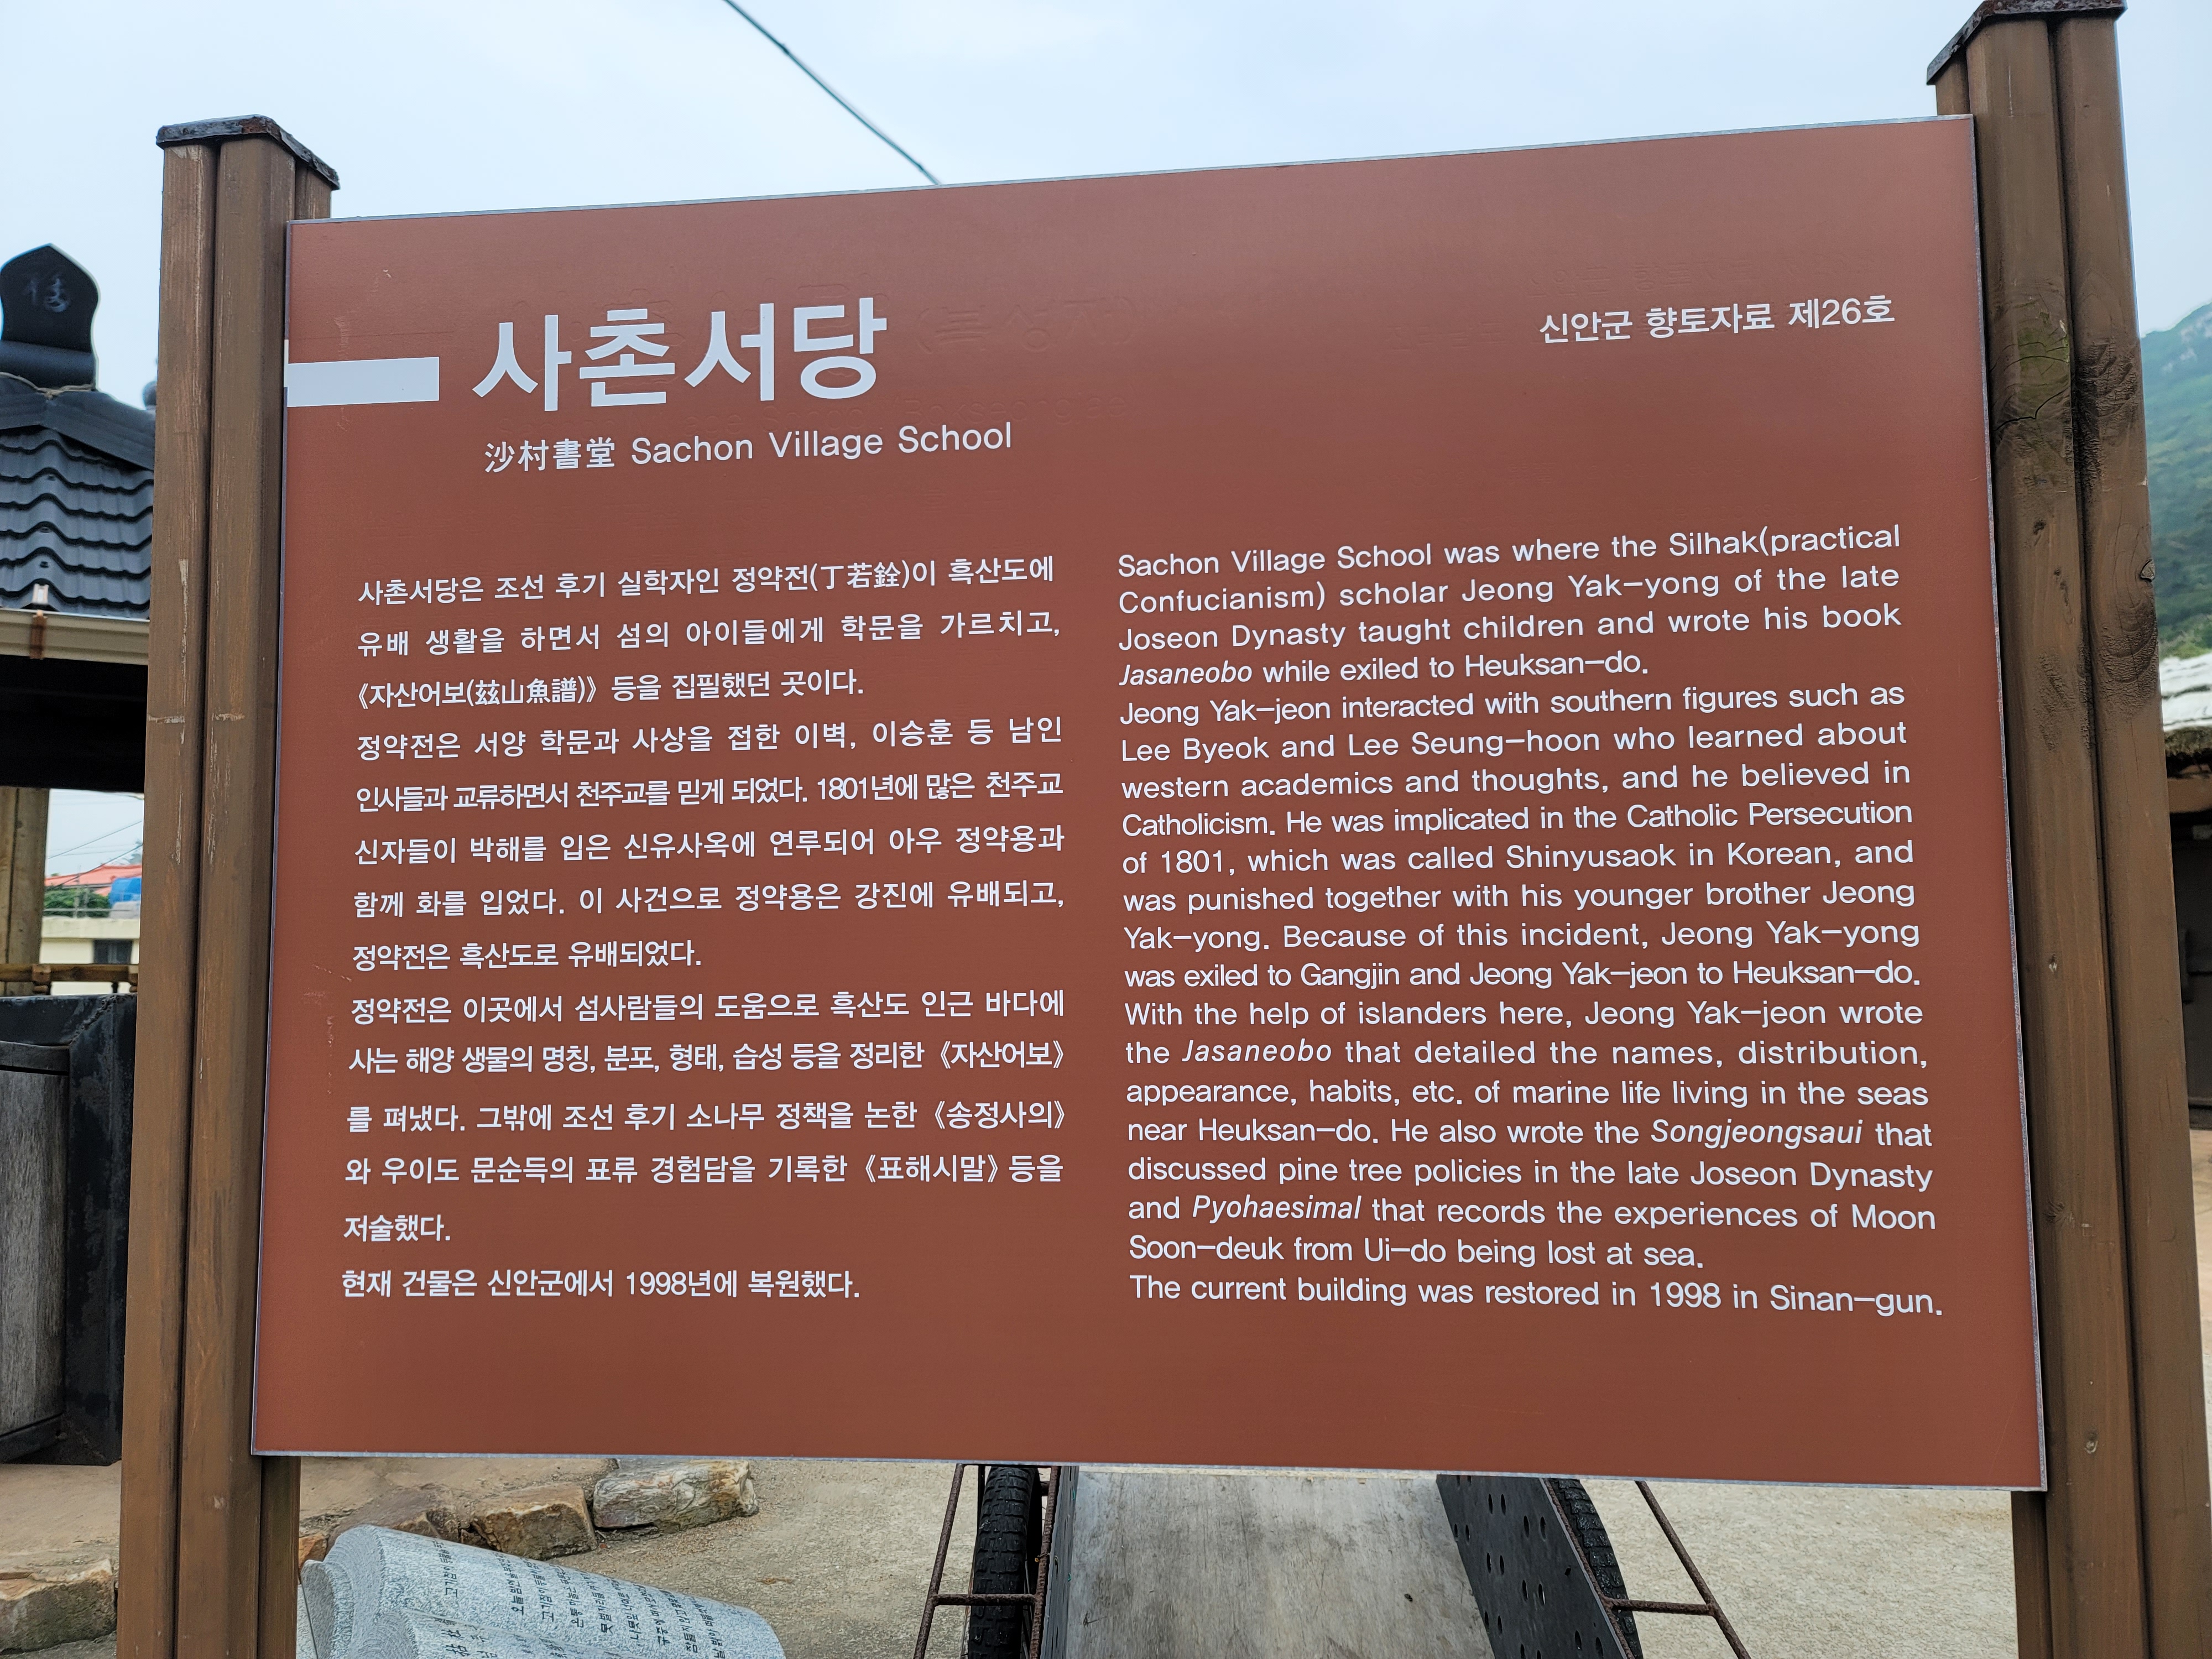 사촌서당
沙村書堂 Sachon Village School
신안군 향토자료 제26호
사촌서당은 조선 후기 실학자인 정약전(丁若銓)이 흑산도에
유배 생활을 하면서 섬의 아이들에게 학문을 가르치고,
《자산어보(玆山魚譜)》 등을 집필했던 곳이다.
정약전은 서양 학문과 사상을 접한 이벽, 이승훈 등 남인
인사들과 교류하면서 천주교를 믿게 되었다. 1801년에 많은 천주교
신자들이 박해를 입은 신유사옥에 연루되어 아우 정약용과
함께 화를 입었다. 이 사건으로 정약용은 강진에 유배되고,
정약전은 흑산도로 유배되었다.
정약전은 이곳에서 섬사람들의 도움으로 흑산도 인근 바다에
사는 해양 생물의 명칭, 분포, 형태, 습성 등을 정리한 《자산어보》
를 펴냈다. 그밖에 조선 후기 소나무 정책을 논한 《송정사의》
와 우이도 문순득의 표류 경험담을 기록한 《표해시말》 등을
저술했다.
현재 건물은 신안군에서 1998년에 복원했다.
Sachon Village School was where the Silhak(practical
Confucianism) scholar Jeong Yak-yong of the late
Joseon Dynasty taught children and wrote his book
Jasaneobo while exiled to Heuksan-do.
Jeong Yak-jeon interacted with southern figures such as
Lee Byeok and Lee Seung-hoon who learned about
western academics and thoughts, and he believed in
Catholicism. He was implicated in the Catholic Persecution
of 1801, which was called Shinyusaok in Korean, and
was punished together with his younger brother Jeong
Yak-yong. Because of this incident, Jeong Yak-yong
was exiled to Gangjin and Jeong Yak-jeon to Heuksan-do.
With the help of islanders here, Jeong Yak-jeon wrote
the Jasaneobo that detailed the names, distribution,
appearance, habits, etc. of marine life living in the seas
near Heuksan-do. He also wrote the Songjeongsaui that
discussed pine tree policies in the late Joseon Dynasty
and Pyohaesimal that records the experiences of Moon
Soon-deuk from Ui-do being lost at sea.
The current building was restored in 1998 in Sinan-gun.